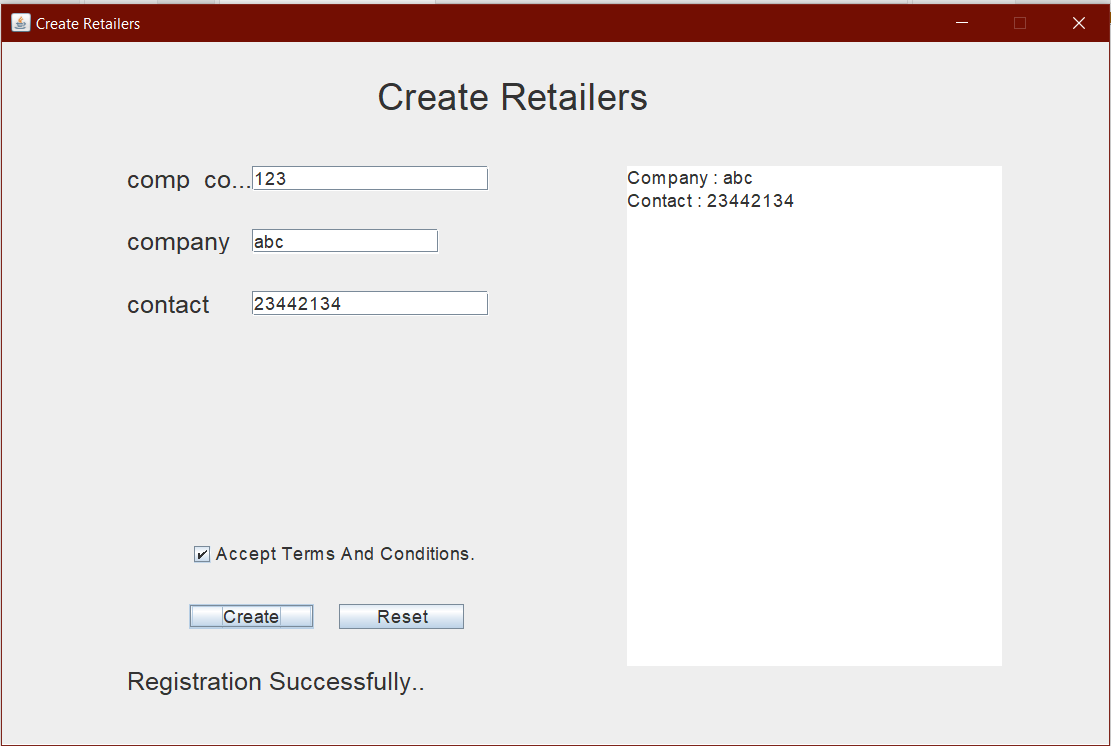 Create Retailers
Create Retailers
comp co... 123
company abc
contact 23442134
Company : abc
Contact : 23442134
Accept Terms And Conditions.
Create Reset
Registration Successfully..